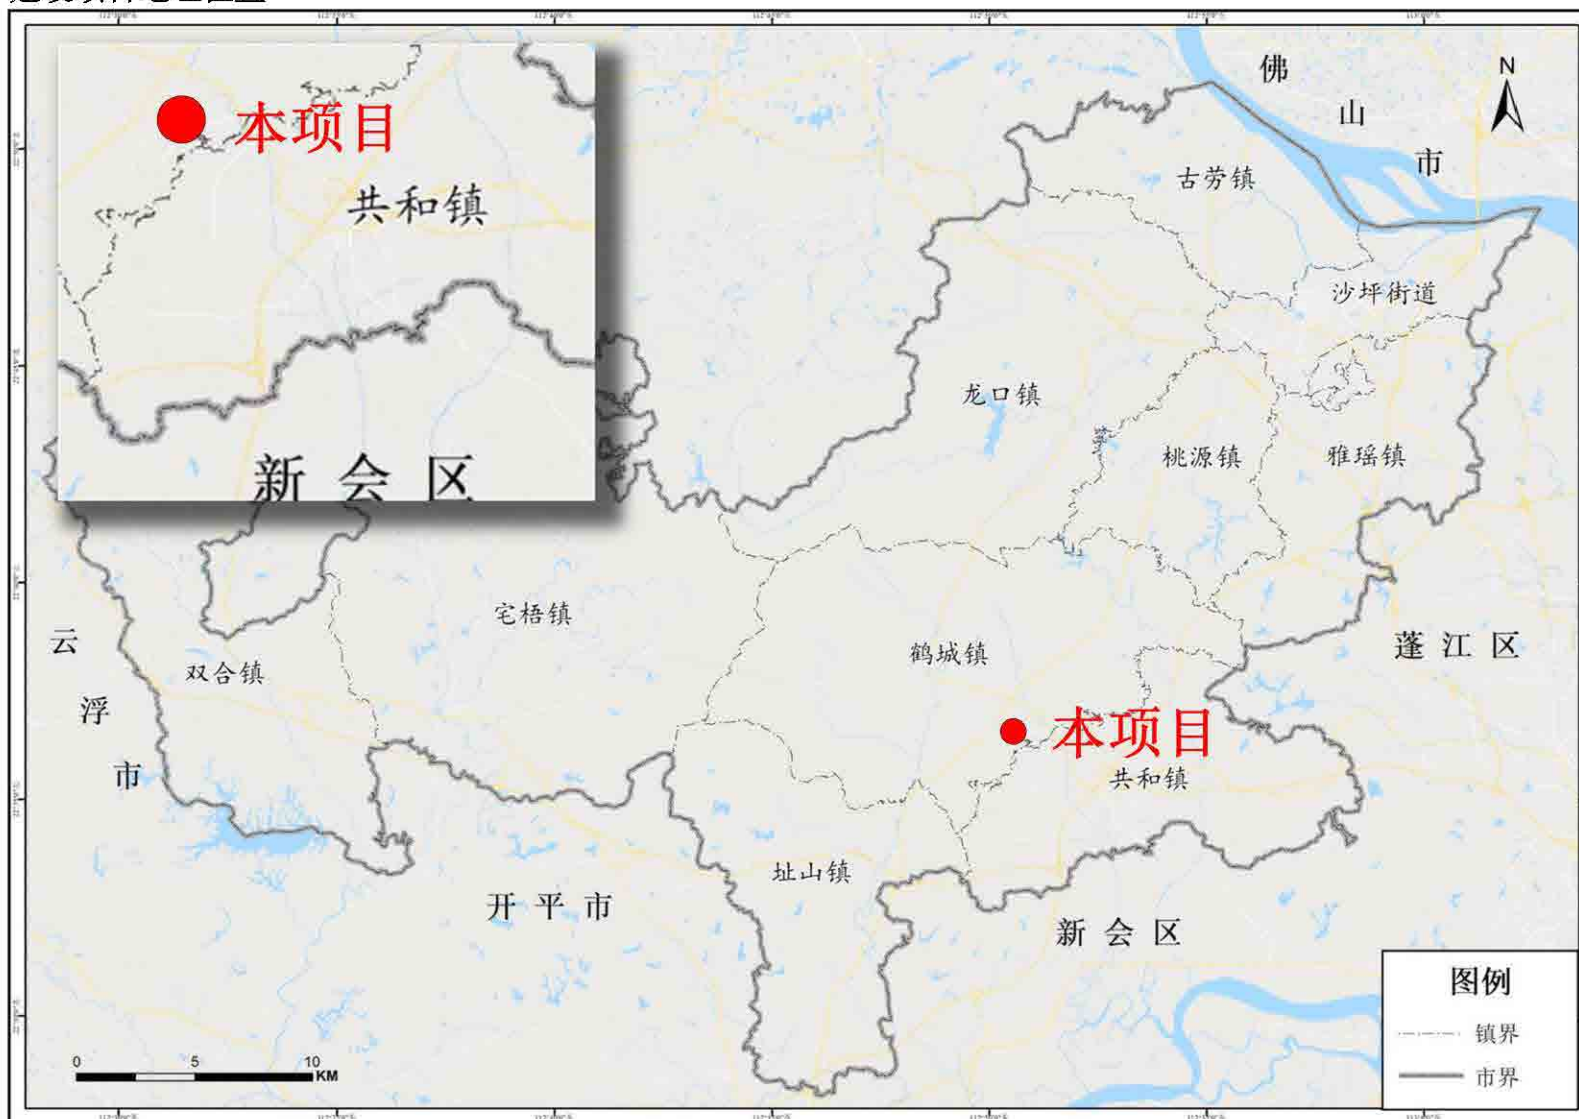 本项目
共和镇
新会区
N
佛山市
古劳镇
沙坪街道
龙口镇
桃源镇
雅瑶镇
宅梧镇
云浮市
双合镇
鹤城镇
蓬江区
本项目
共和镇
址山镇
开平市
新会区
图例
镇界
市界
0 5 10
KM